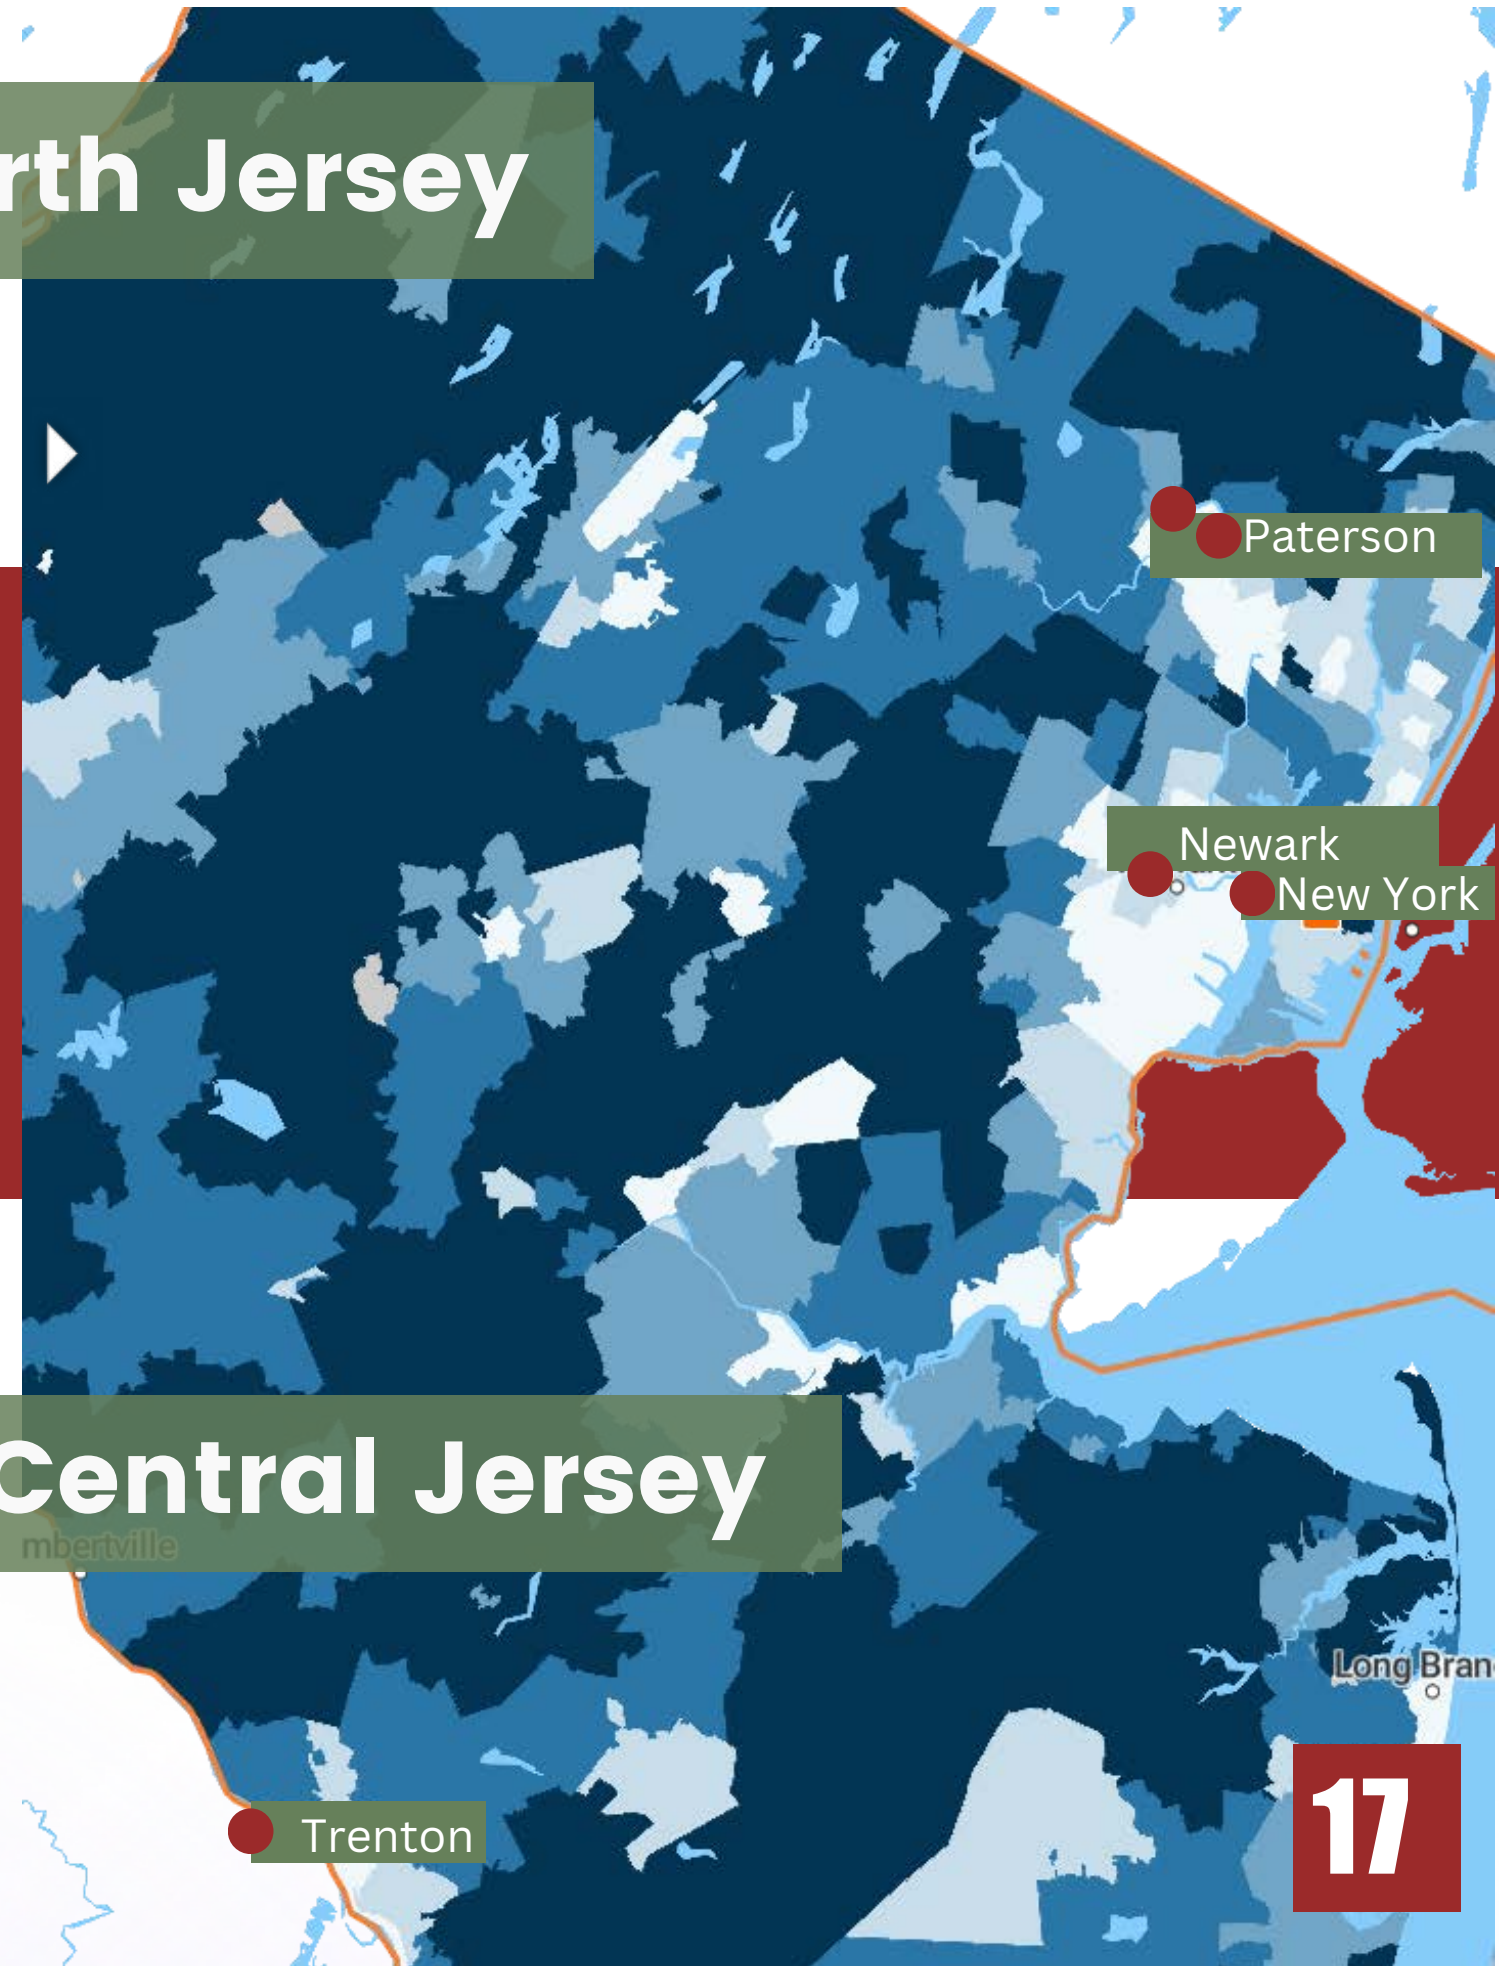 rth Jersey
Paterson
Newark
New York
Central Jersey
mbertville
Long Bran
Trenton
17